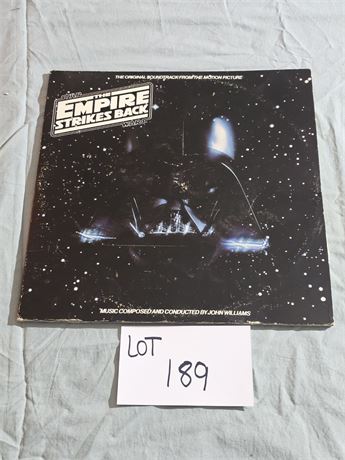 THE ORIGINAL SOUNDTRACK FROM THE MOTION PICTURE
STAR
THE
EMPIRE
STRIKES BACK
WARS
MUSIC COMPOSED AND CONDUCTED BY JOHN WILLIAMS
LOT
189